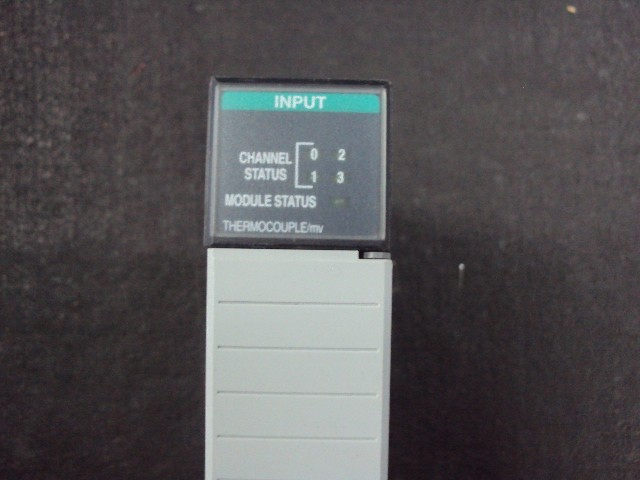 INPUT
CHANNEL STATUS
0 2
1 3
MODULE STATUS
THERMOCOUPLE/mv